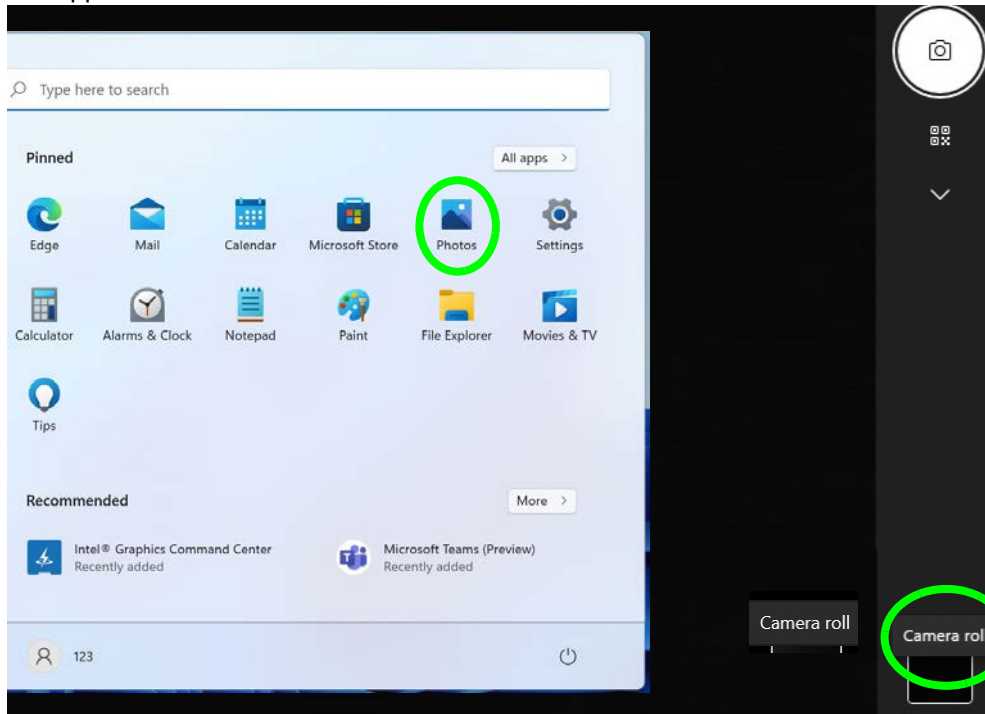 Type here to search
Pinned
All apps >
Edge
Mail
Calendar
Microsoft Store
Photos
Settings
Calculator
Alarms & Clock
Notepad
Paint
File Explorer
Movies & TV
Tips
Recommended
More >
Intel® Graphics Command Center
Recently added
Microsoft Teams (Preview)
Recently added
123
Camera roll
Camera rol